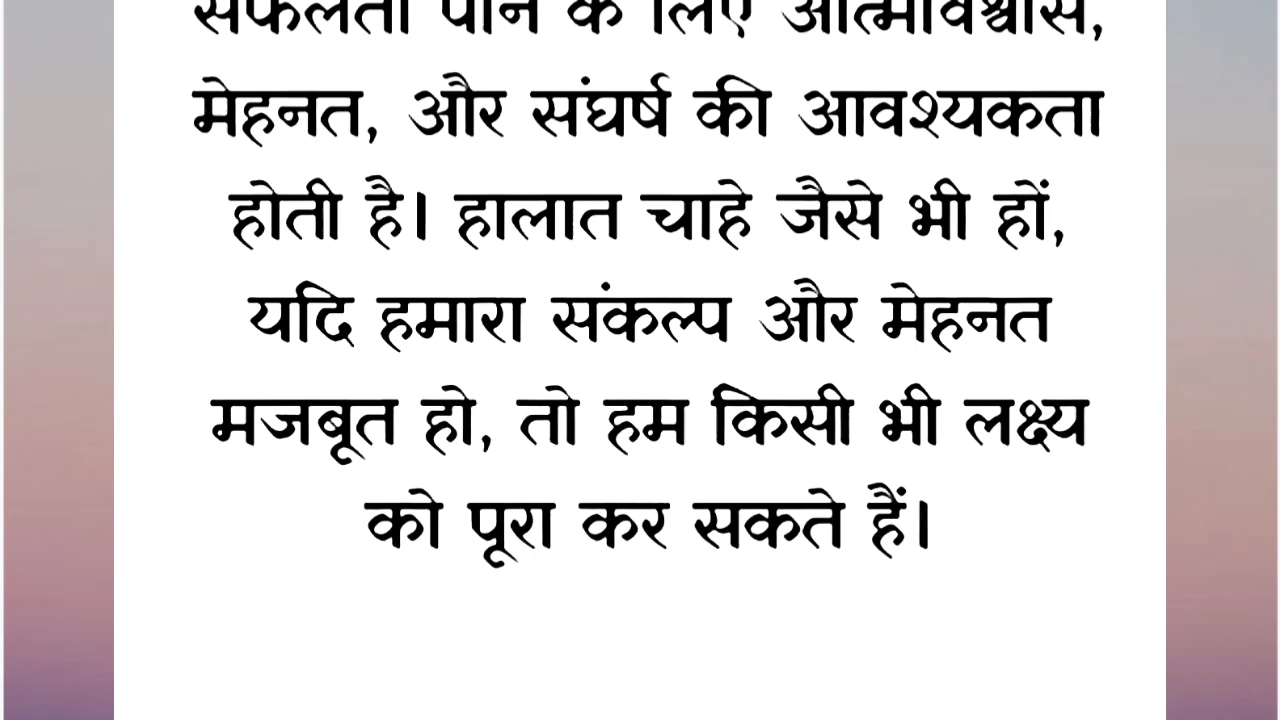 सफलता पाने के लिए आत्मविश्वास,
मेहनत, और संघर्ष की आवश्यकता
होती है। हालात चाहे जैसे भी हों,
यदि हमारा संकल्प और मेहनत
मजबूत हो, तो हम किसी भी लक्ष्य
को पूरा कर सकते हैं।